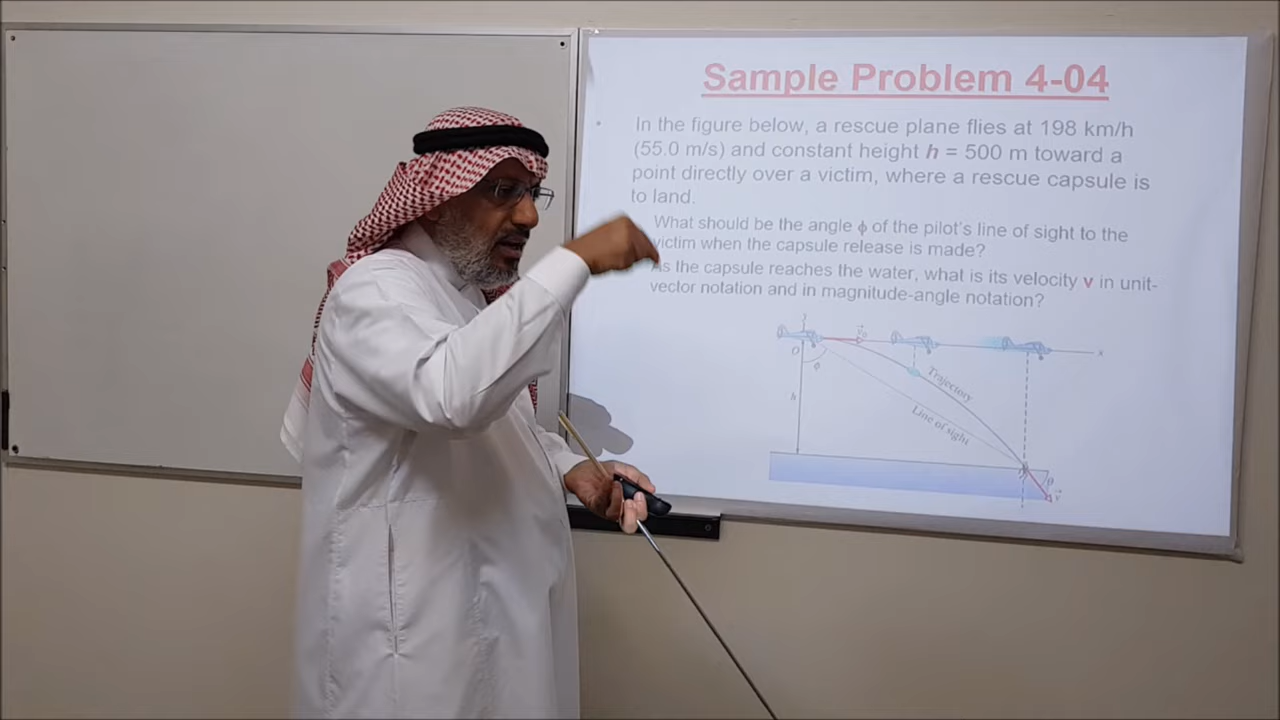 Sample Problem 4-04
In the figure below, a rescue plane flies at 198 km/h
(55.0 m/s) and constant height h = 500 m toward a
point directly over a victim, where a rescue capsule is
to land.
What should be the angle ϕ of the pilot's line of sight to the
victim when the capsule release is made?
As the capsule reaches the water, what is its velocity v in unit-
vector notation and in magnitude-angle notation?
y
v⃗0
O
x
ϕ
Trajectory
h
Line of sight
θ
v⃗